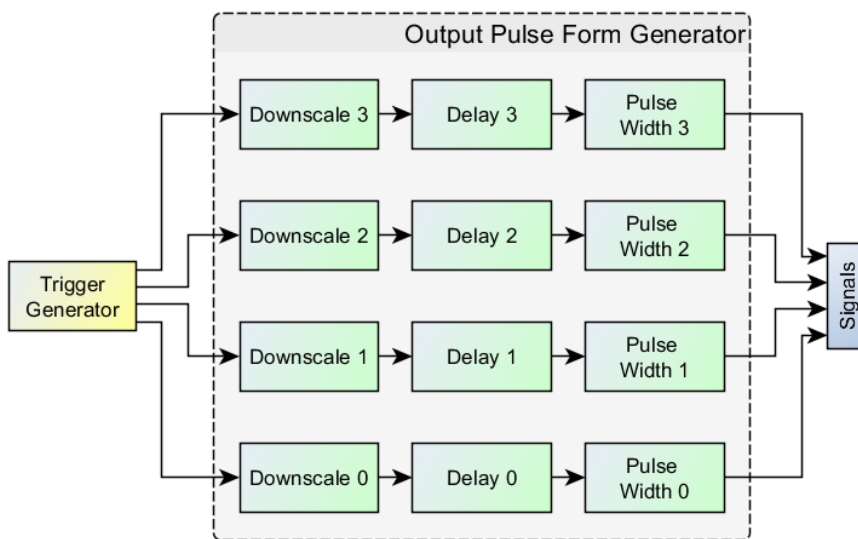 Output Pulse Form Generator
Downscale 3
Delay 3
Pulse
Width 3
Downscale 2
Delay 2
Pulse
Width 2
Trigger
Generator
Signals
Downscale 1
Delay 1
Pulse
Width 1
Downscale 0
Delay 0
Pulse
Width 0